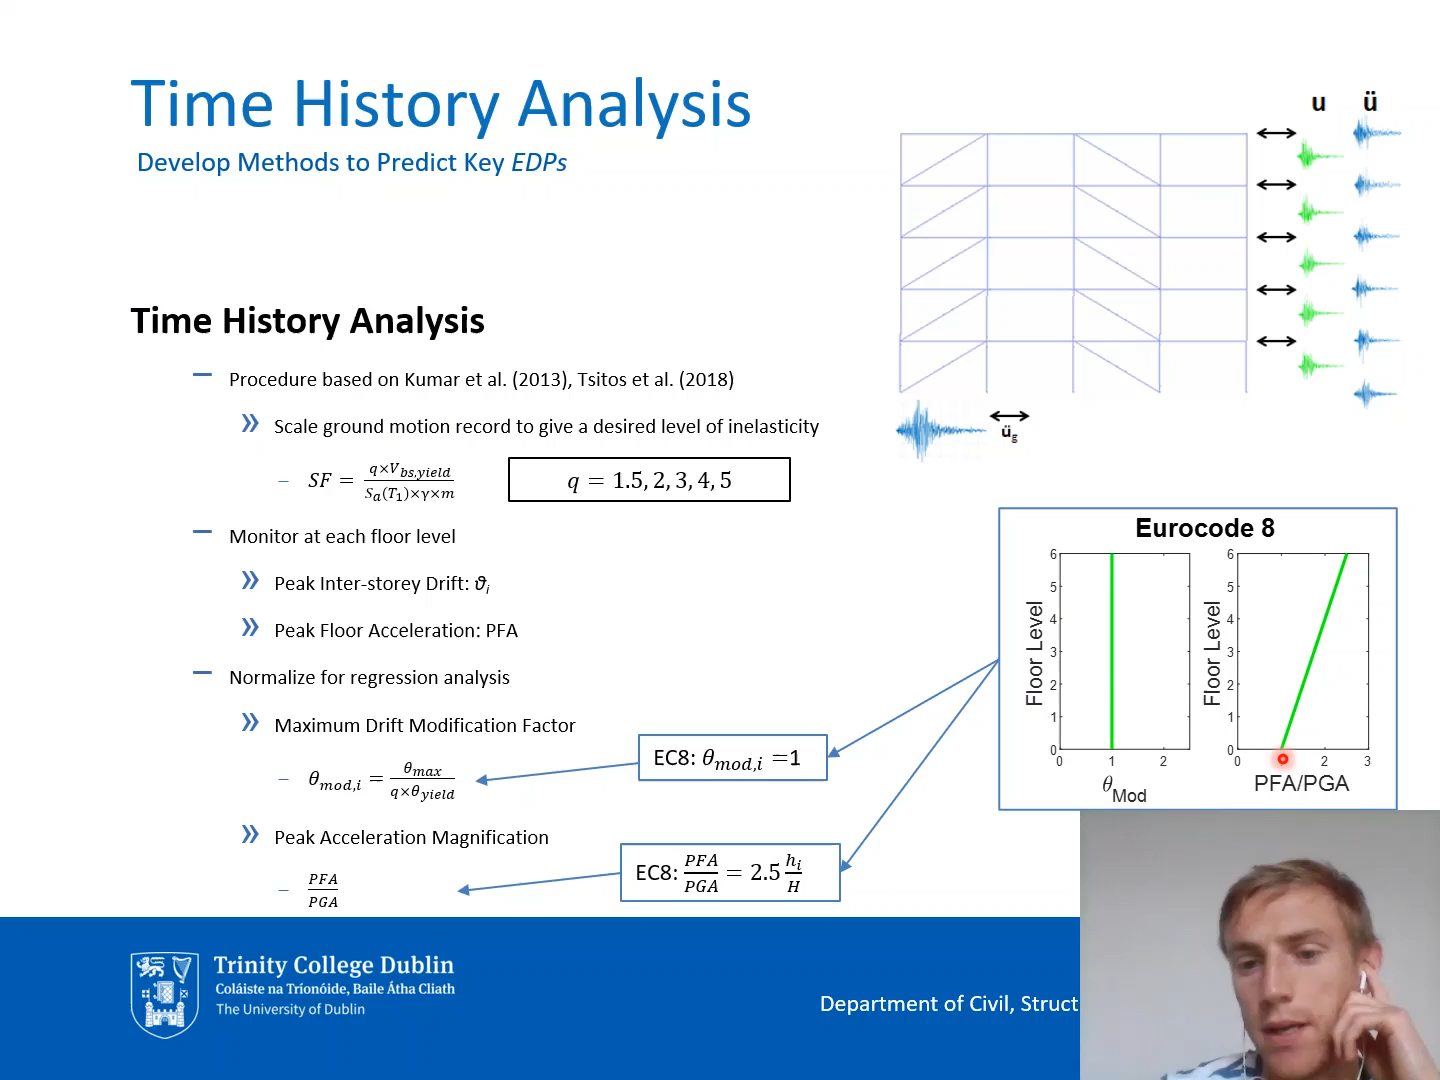 Time History Analysis
Develop Methods to Predict Key EDPs
u ü
üg
Time History Analysis
– Procedure based on Kumar et al. (2013), Tsitos et al. (2018)
» Scale ground motion record to give a desired level of inelasticity
– SF = q×V_bs,yield / S_a(T_1)×γ×m
q = 1.5, 2, 3, 4, 5
– Monitor at each floor level
» Peak Inter-storey Drift: ϑi
» Peak Floor Acceleration: PFA
– Normalize for regression analysis
» Maximum Drift Modification Factor
– θ_mod,i = θ_max / q×θ_yield
EC8: θ_mod,i =1
» Peak Acceleration Magnification
– PFA / PGA
EC8: PFA / PGA = 2.5 h_i / H
Eurocode 8
Floor Level
6
5
4
3
2
1
0
0 1 2
θ_Mod
Floor Level
6
5
4
3
2
1
0
0 2 3
PFA/PGA
Trinity College Dublin
Coláiste na Tríonóide, Baile Átha Cliath
The University of Dublin
Department of Civil, Struct